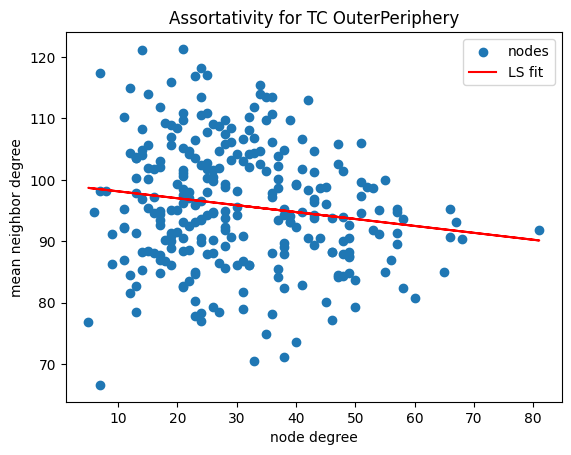 Assortativity for TC OuterPeriphery
nodes
LS fit
mean neighbor degree
120
110
100
90
80
70
10 20 30 40 50 60 70 80
node degree